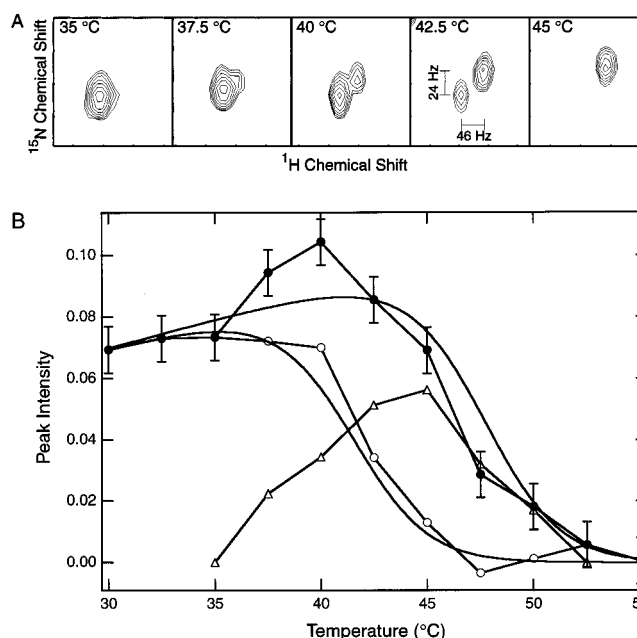 A
35 °C
37.5 °C
40 °C
42.5 °C
45 °C
15N Chemical Shift
24 Hz
46 Hz
1H Chemical Shift
B
0.10
0.08
0.06
0.04
0.02
0.00
Peak Intensity
30
35
40
45
50
Temperature (°C)